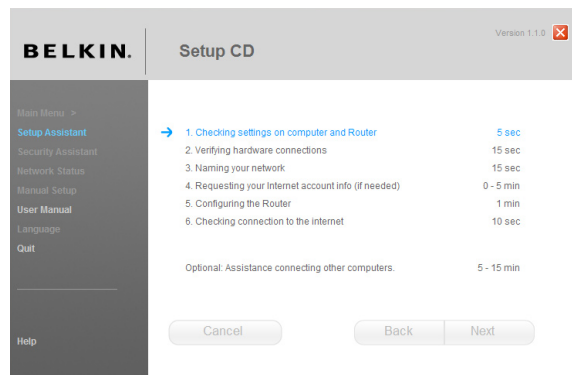 BELKIN.
Setup CD
Version 1.1.0
Main Menu >
Setup Assistant
Security Assistant
Network Status
Manual Setup
User Manual
Language
Quit
Help
1. Checking settings on computer and Router 5 sec
2. Verifying hardware connections 15 sec
3. Naming your network 15 sec
4. Requesting your Internet account info (if needed) 0 - 5 min
5. Configuring the Router 1 min
6. Checking connection to the internet 10 sec
Optional: Assistance connecting other computers. 5 - 15 min
Cancel
Back
Next